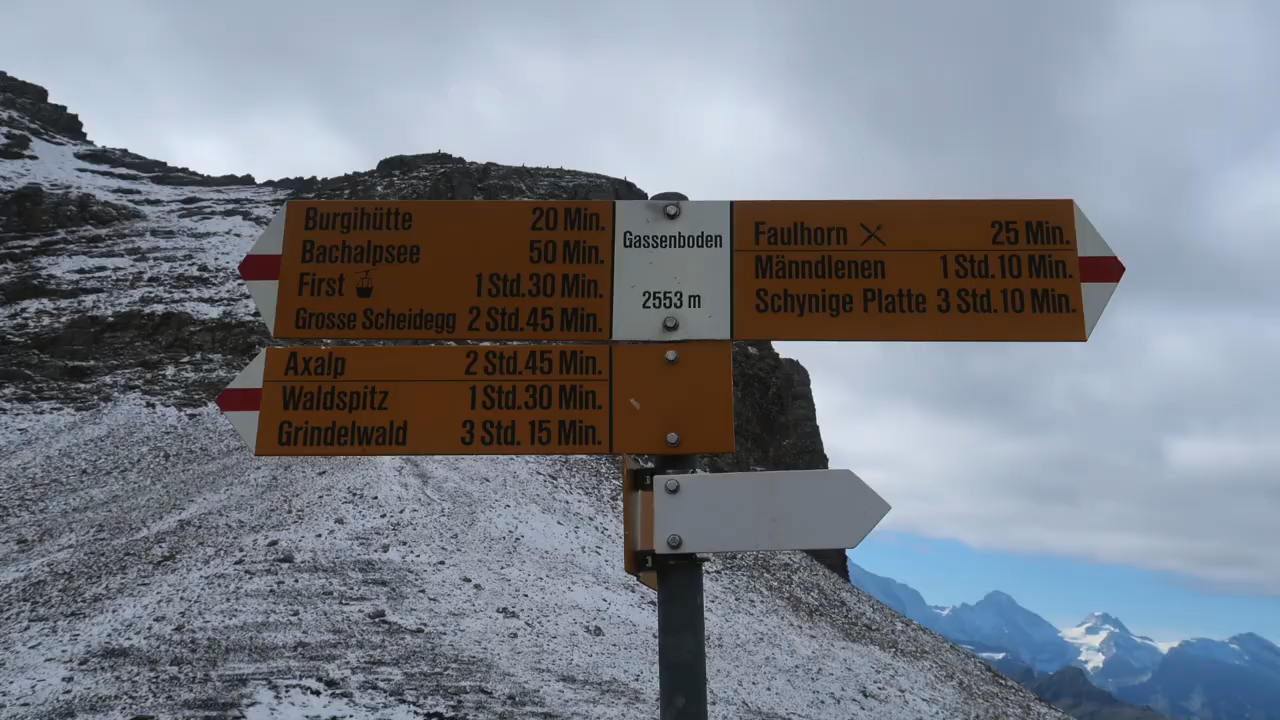 Burgihütte 20 Min.
Bachalpsee 50 Min.
First 1 Std. 30 Min.
Grosse Scheidegg 2 Std. 45 Min.
Gassenboden
2553 m
Faulhorn 25 Min.
Männdlenen 1 Std. 10 Min.
Schynige Platte 3 Std. 10 Min.
Axalp 2 Std. 45 Min.
Waldspitz 1 Std. 30 Min.
Grindelwald 3 Std. 15 Min.